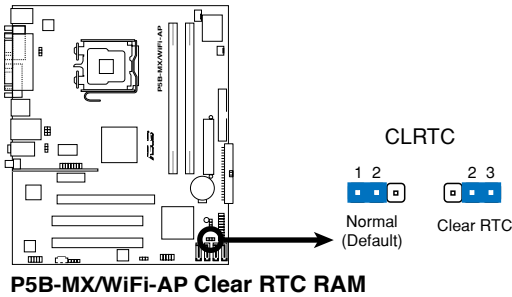 P5B-MX/WiFi-AP
ASUS
CLRTC
1 2
2 3
Normal
(Default)
Clear RTC
P5B-MX/WiFi-AP Clear RTC RAM